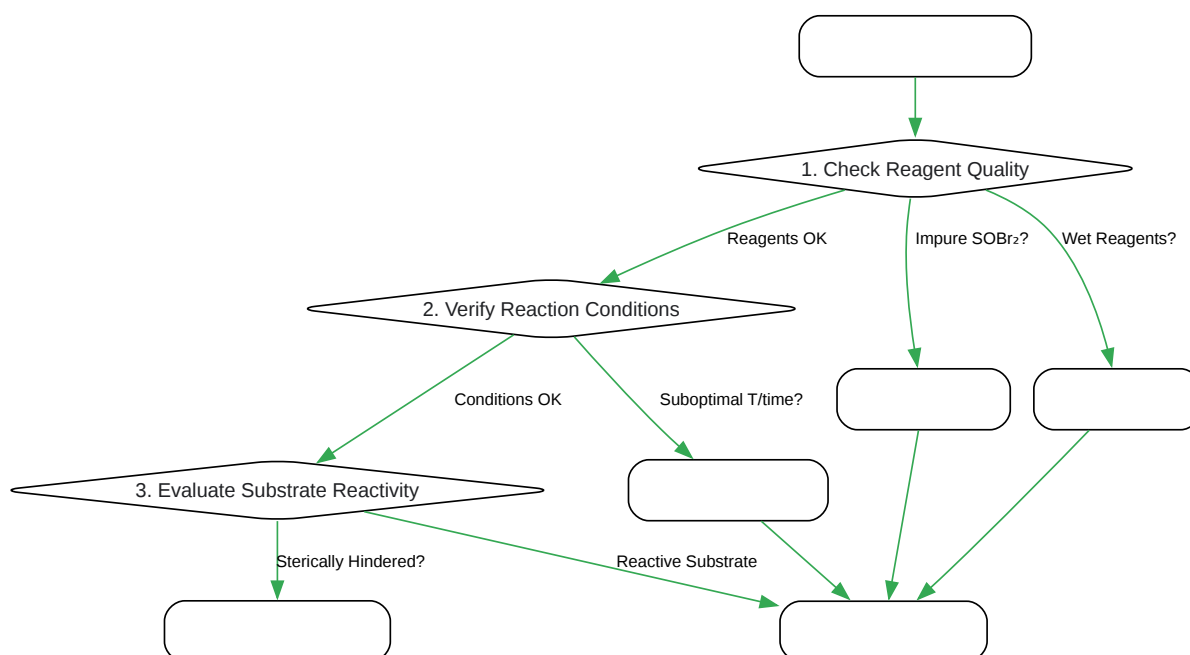 1. Check Reagent Quality
Reagents OK
Impure SOBr₂?
Wet Reagents?
2. Verify Reaction Conditions
Conditions OK
Suboptimal T/time?
3. Evaluate Substrate Reactivity
Sterically Hindered?
Reactive Substrate